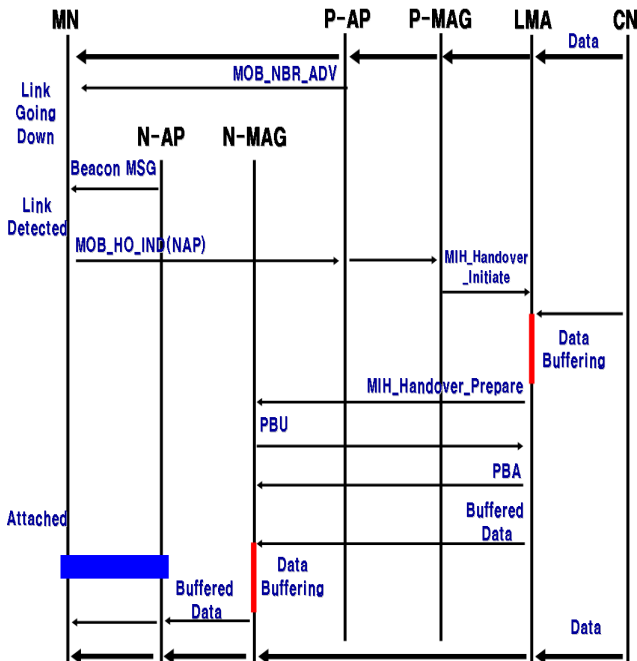 MN P-AP P-MAG LMA CN
Data
MOB_NBR_ADV
Link
Going
Down
N-AP N-MAG
Beacon MSG
Link
Detected
MOB_HO_IND(NAP)
MIH_Handover
_Initiate
Data
Buffering
MIH_Handover_Prepare
PBU
PBA
Attached
Buffered
Data
Data
Buffering
Buffered
Data
Data